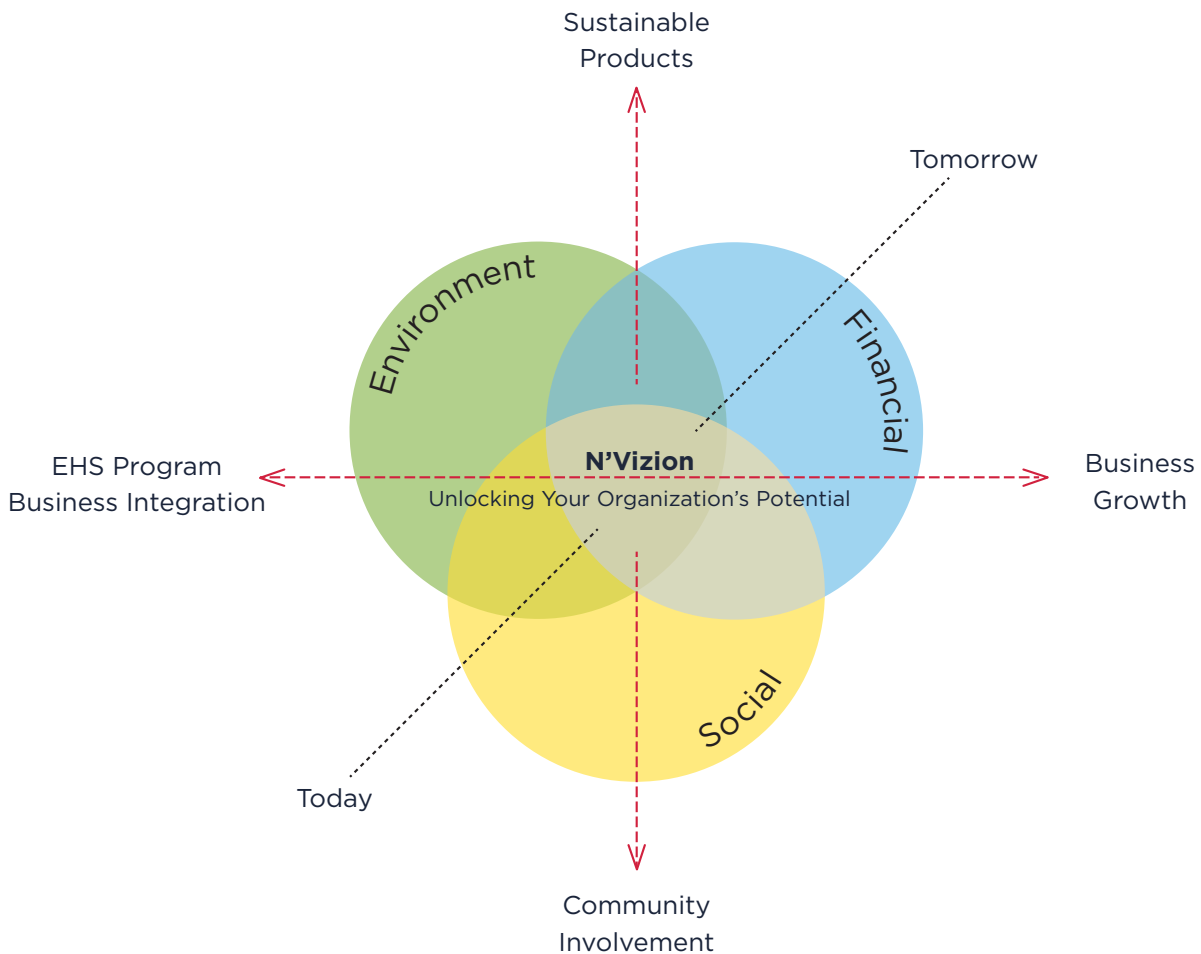 Sustainable
Products
Tomorrow
Environment
Financial
EHS Program
Business Integration
N’Vizion
Unlocking Your Organization’s Potential
Business
Growth
Social
Today
Community
Involvement